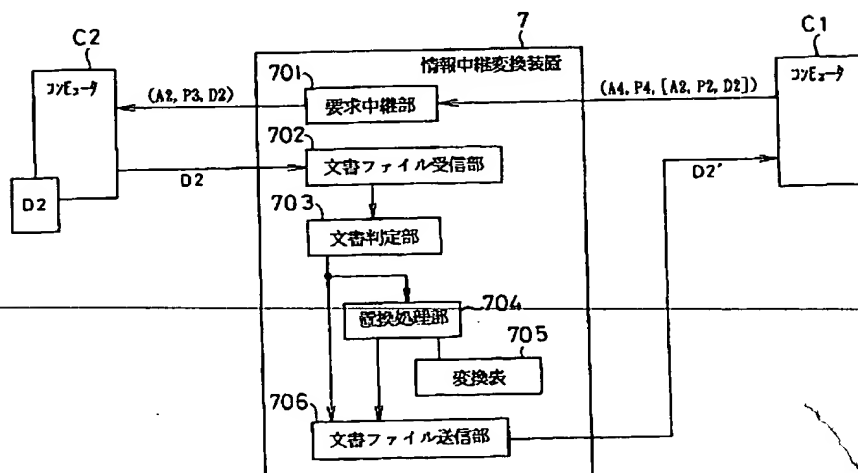 C2
コンピュータ
D2
(A2, P3, D2)
D2
7
情報中継変換装置
701
要求中継部
702
文書ファイル受信部
703
文書判定部
704
置換処理部
705
変換表
706
文書ファイル送信部
C1
コンピュータ
(A4, P4, [A2, P2, D2])
D2'